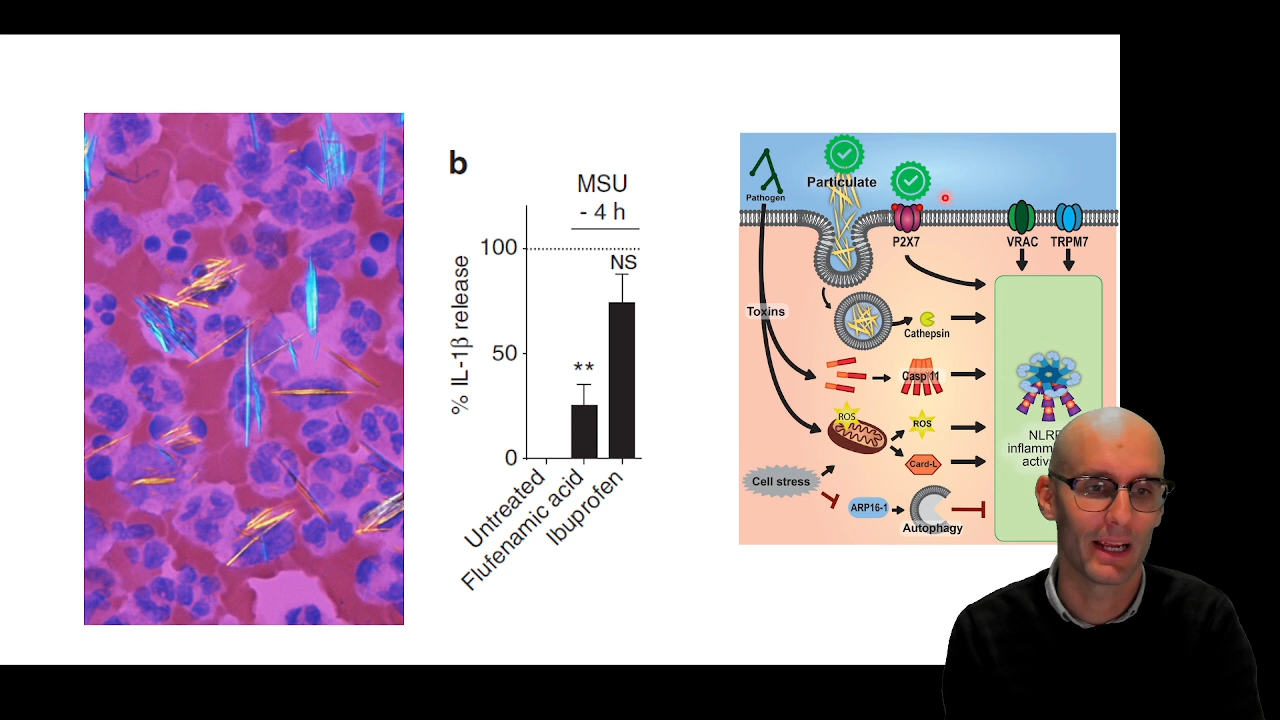 b
MSU
- 4 h
% IL-1β release
100
50
0
NS
**
Untreated
Flufenamic acid
Ibuprofen
Pathogen
Particulate
P2X7
VRAC
TRPM7
Toxins
Cathepsin
Casp 11
ROS
ROS
Card-L
Cell stress
ARP16-1
Autophagy